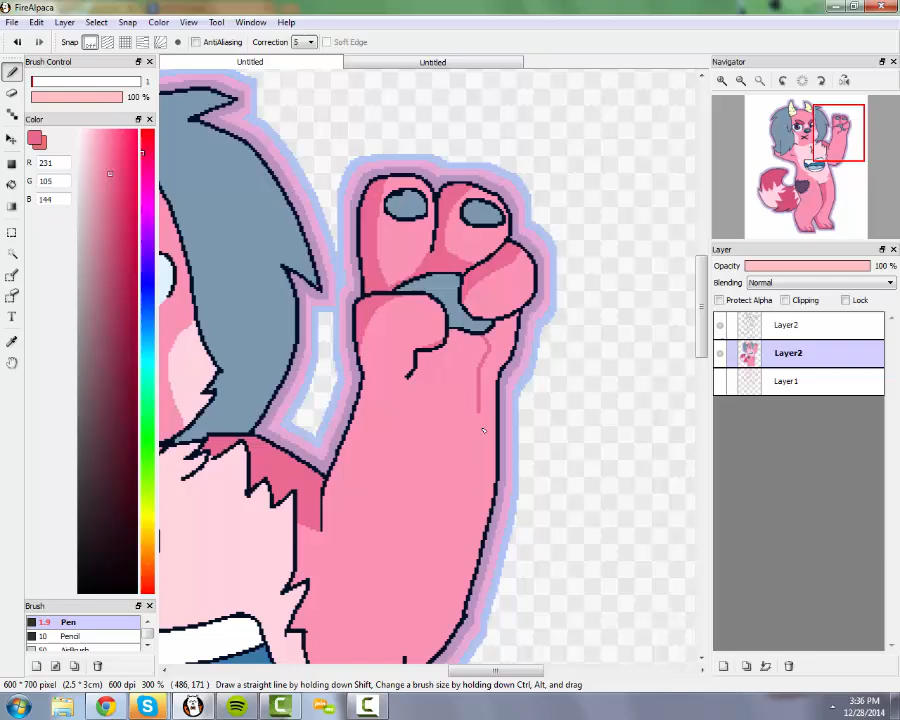 FireAlpaca
File Edit Layer Select Snap Color View Tool Window Help
Snap OFF AntiAliasing Correction 5 Soft Edge
Brush Control
Untitled Untitled
Navigator
1
100 %
Color
R 231
G 105
B 144
Layer
Opacity 100 %
Blending Normal
Protect Alpha Clipping Lock
Layer2
Layer2
Layer1
Brush
1.9 Pen
10 Pencil
50 AirBrush
600 * 700 pixel (2.5 * 3cm) 600 dpi 300 % (486, 171) Draw a straight line by holding down Shift, Change a brush size by holding down Ctrl, Alt, and drag
3:36 PM
12/28/2014